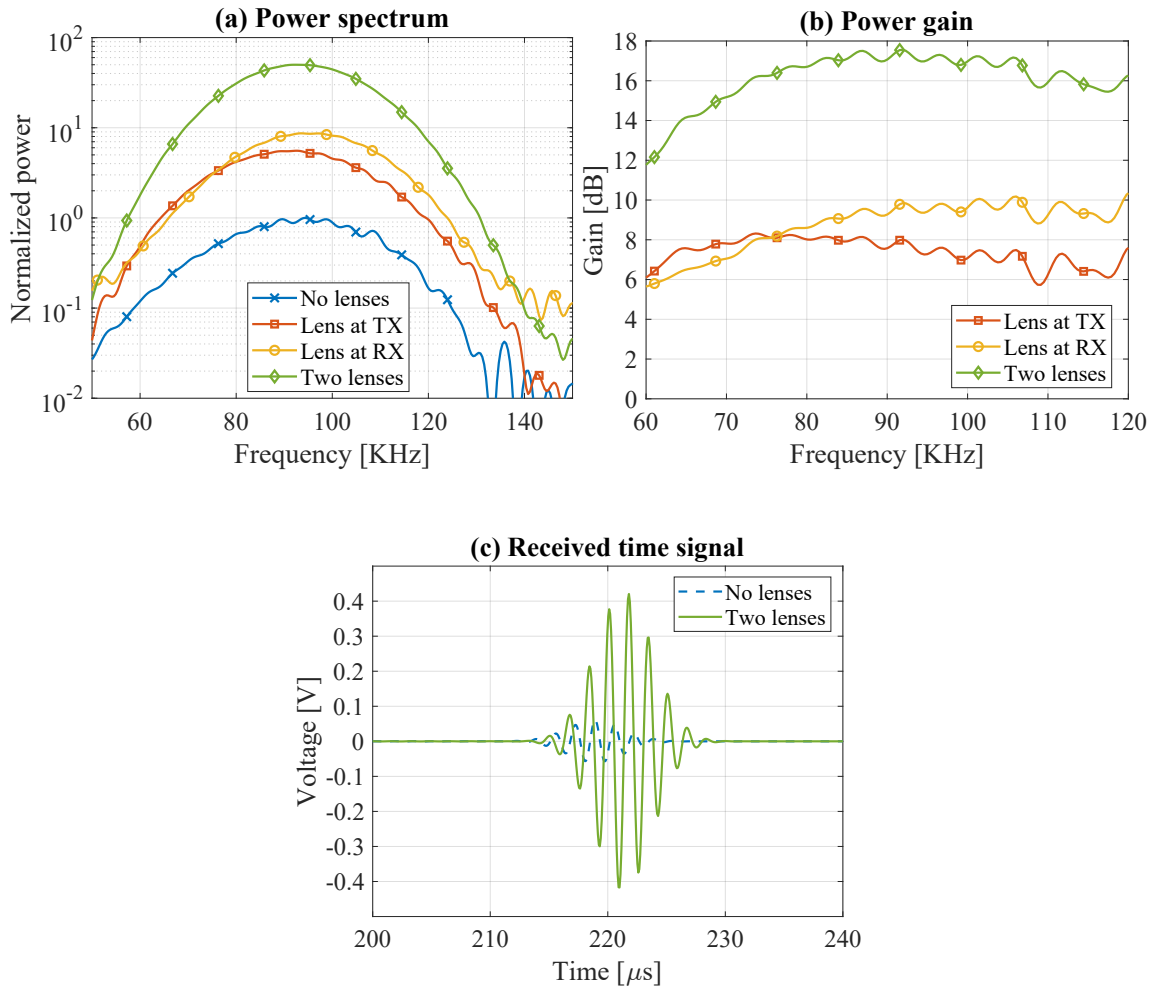 (a) Power spectrum
10^2
10^1
10^0
10^-1
10^-2
Normalized power
No lenses
Lens at TX
Lens at RX
Two lenses
60 80 100 120 140
Frequency [KHz]
(b) Power gain
18
16
14
12
10
8
6
4
2
0
Gain [dB]
Lens at TX
Lens at RX
Two lenses
60 70 80 90 100 110 120
Frequency [KHz]
(c) Received time signal
0.4
0.3
0.2
0.1
0
-0.1
-0.2
-0.3
-0.4
Voltage [V]
No lenses
Two lenses
200 210 220 230 240
Time [μs]